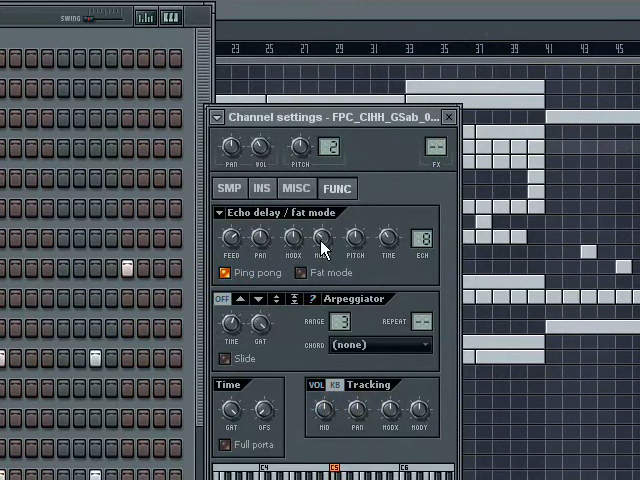 SWING
23 25 27 29 31 33 35 37 39 41 43 45
Channel settings - FPC_CIHH_GSab_0...
2
--
PAN VOL PITCH FX
SMP INS MISC FUNC
Echo delay / fat mode
8
FEED PAN MODX PITCH TIME ECH
Ping pong Fat mode
OFF ? Arpeggiator
RANGE 3 REPEAT --
TIME GAT CHORD (none)
Slide
Time VOL KB Tracking
GAT OFS MID PAN MODX MODY
Full porta
C4 C5 C6